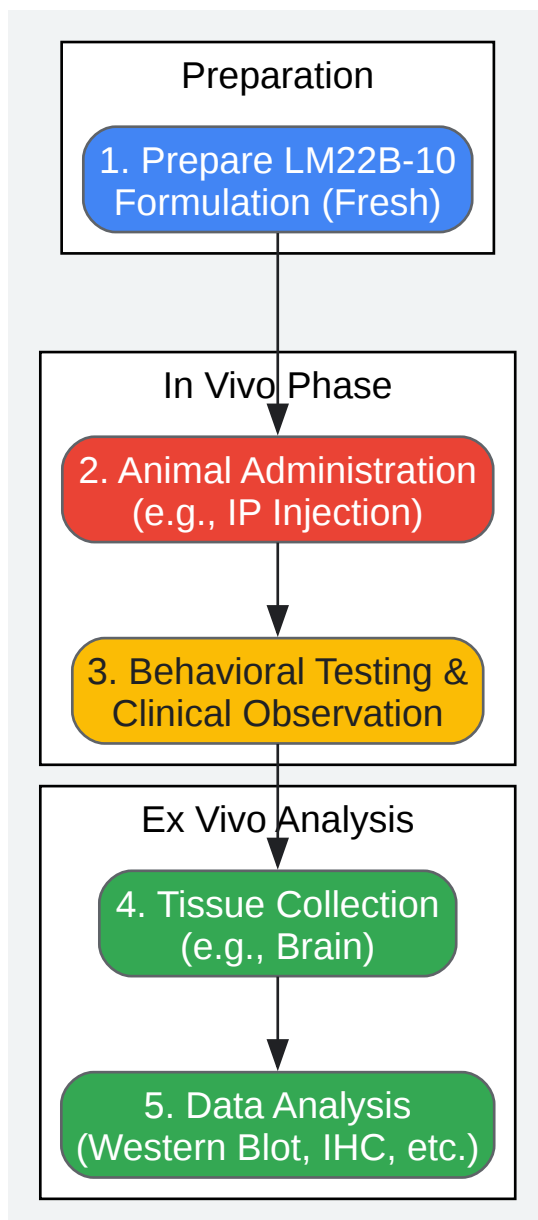 Preparation
1. Prepare LM22B-10
Formulation (Fresh)
In Vivo Phase
2. Animal Administration
(e.g., IP Injection)
3. Behavioral Testing &
Clinical Observation
Ex Vivo Analysis
4. Tissue Collection
(e.g., Brain)
5. Data Analysis
(Western Blot, IHC, etc.)